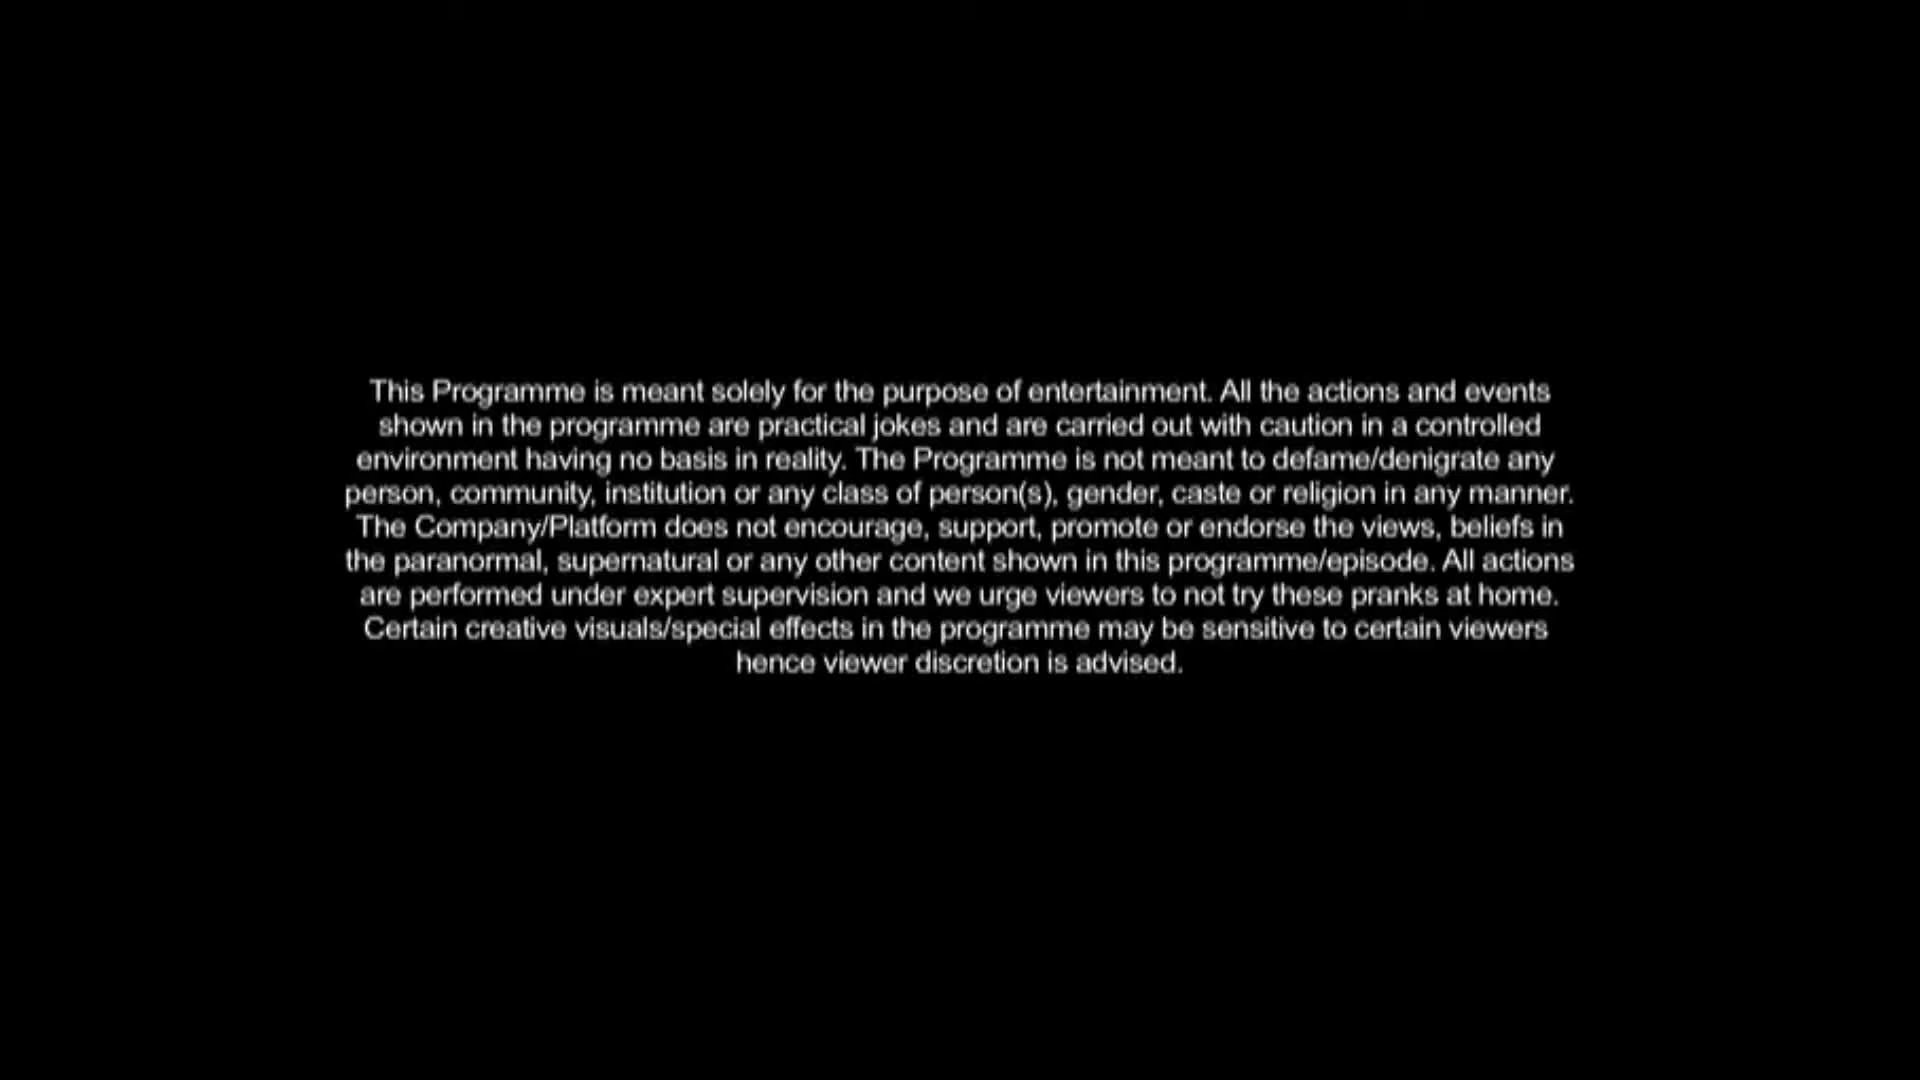 This Programme is meant solely for the purpose of entertainment. All the actions and events
shown in the programme are practical jokes and are carried out with caution in a controlled
environment having no basis in reality. The Programme is not meant to defame/denigrate any
person, community, institution or any class of person(s), gender, caste or religion in any manner.
The Company/Platform does not encourage, support, promote or endorse the views, beliefs in
the paranormal, supernatural or any other content shown in this programme/episode. All actions
are performed under expert supervision and we urge viewers to not try these pranks at home.
Certain creative visuals/special effects in the programme may be sensitive to certain viewers
hence viewer discretion is advised.